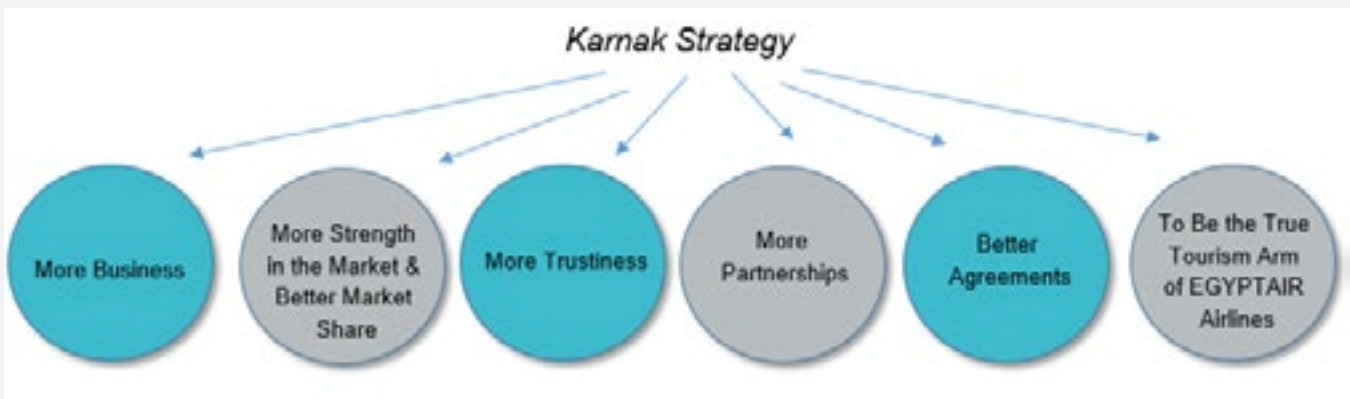 Karnak Strategy
More Business
More Strength
in the Market &
Better Market
Share
More Trustiness
More
Partnerships
Better
Agreements
To Be the True
Tourism Arm
of EGYPTAIR
Airlines